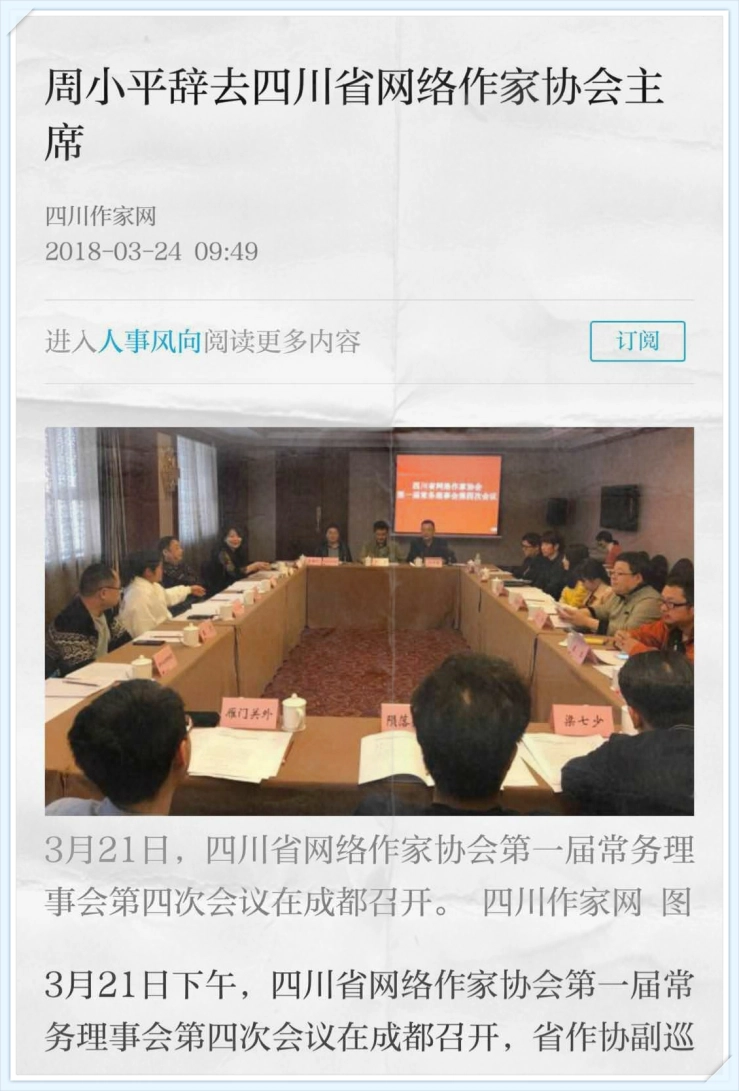 周小平辞去四川省网络作家协会主
席
四川作家网
2018-03-24 09:49
进入人事风向阅读更多内容
订阅
四川省网络作家协会
第一届常务理事会第四次会议
雁门关外
陨落
梁七少
3月21日，四川省网络作家协会第一届常务理
事会第四次会议在成都召开。 四川作家网 图
3月21日下午，四川省网络作家协会第一届常
务理事会第四次会议在成都召开，省作协副巡